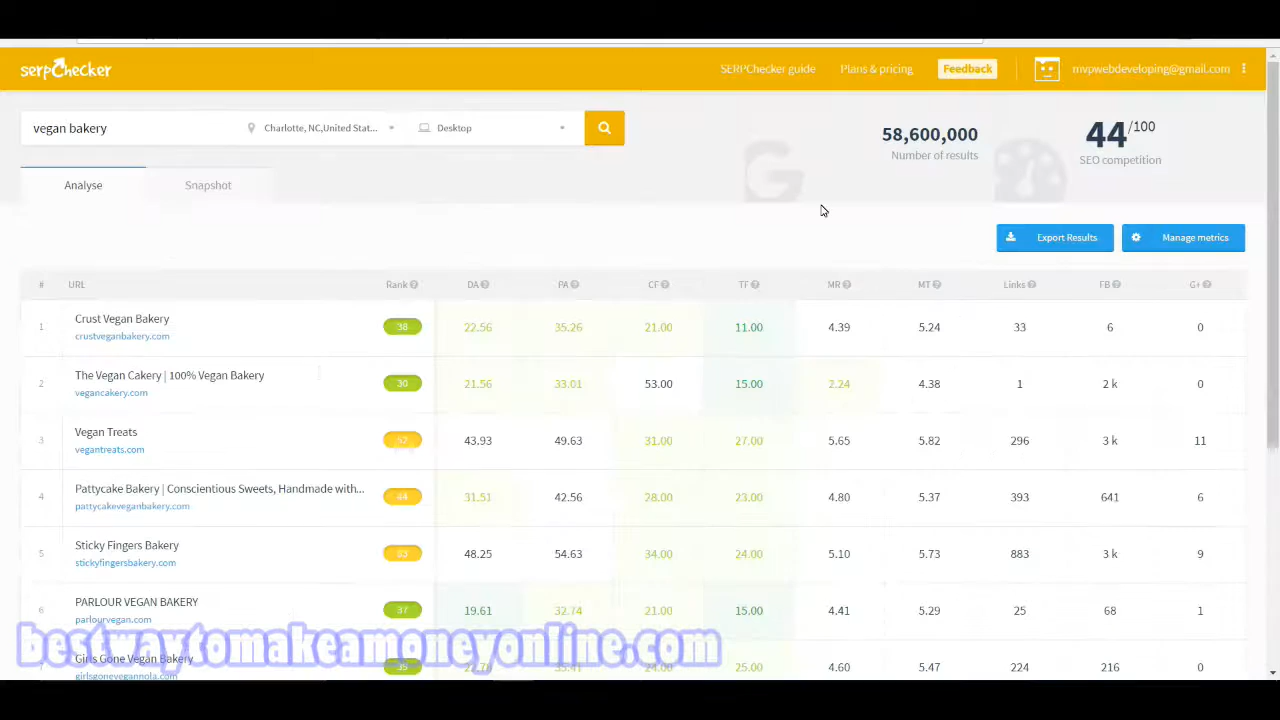 serpChecker
SERPChecker guide
Plans & pricing
Feedback
mvpwebdeveloping@gmail.com
vegan bakery
Charlotte, NC,United Stat...
Desktop
58,600,000
Number of results
44/100
SEO competition
Analyse
Snapshot
Export Results
Manage metrics
# URL Rank DA PA CF TF MR MT Links FB G+
1 Crust Vegan Bakery 38 22.56 35.26 21.00 11.00 4.39 5.24 33 6 0
crustveganbakery.com
2 The Vegan Cakery | 100% Vegan Bakery 30 21.56 33.01 53.00 15.00 2.24 4.38 1 2 k 0
vegancakery.com
3 Vegan Treats 52 43.93 49.63 31.00 27.00 5.65 5.82 296 3 k 11
vegantreats.com
4 Pattycake Bakery | Conscientious Sweets, Handmade with... 44 31.51 42.56 28.00 23.00 4.80 5.37 393 641 6
pattycakeveganbakery.com
5 Sticky Fingers Bakery 48.25 54.63 34.00 24.00 5.10 5.73 883 3 k 9
stickyfingersbakery.com
6 PARLOUR VEGAN BAKERY 37 19.61 32.74 21.00 15.00 4.41 5.29 25 68 1
parlourvegan.com
bestwaytomakeamoneyonline.com
Girls Gone Vegan Bakery 25.00 4.60 5.47 224 216 0
girlsgonevegannola.com